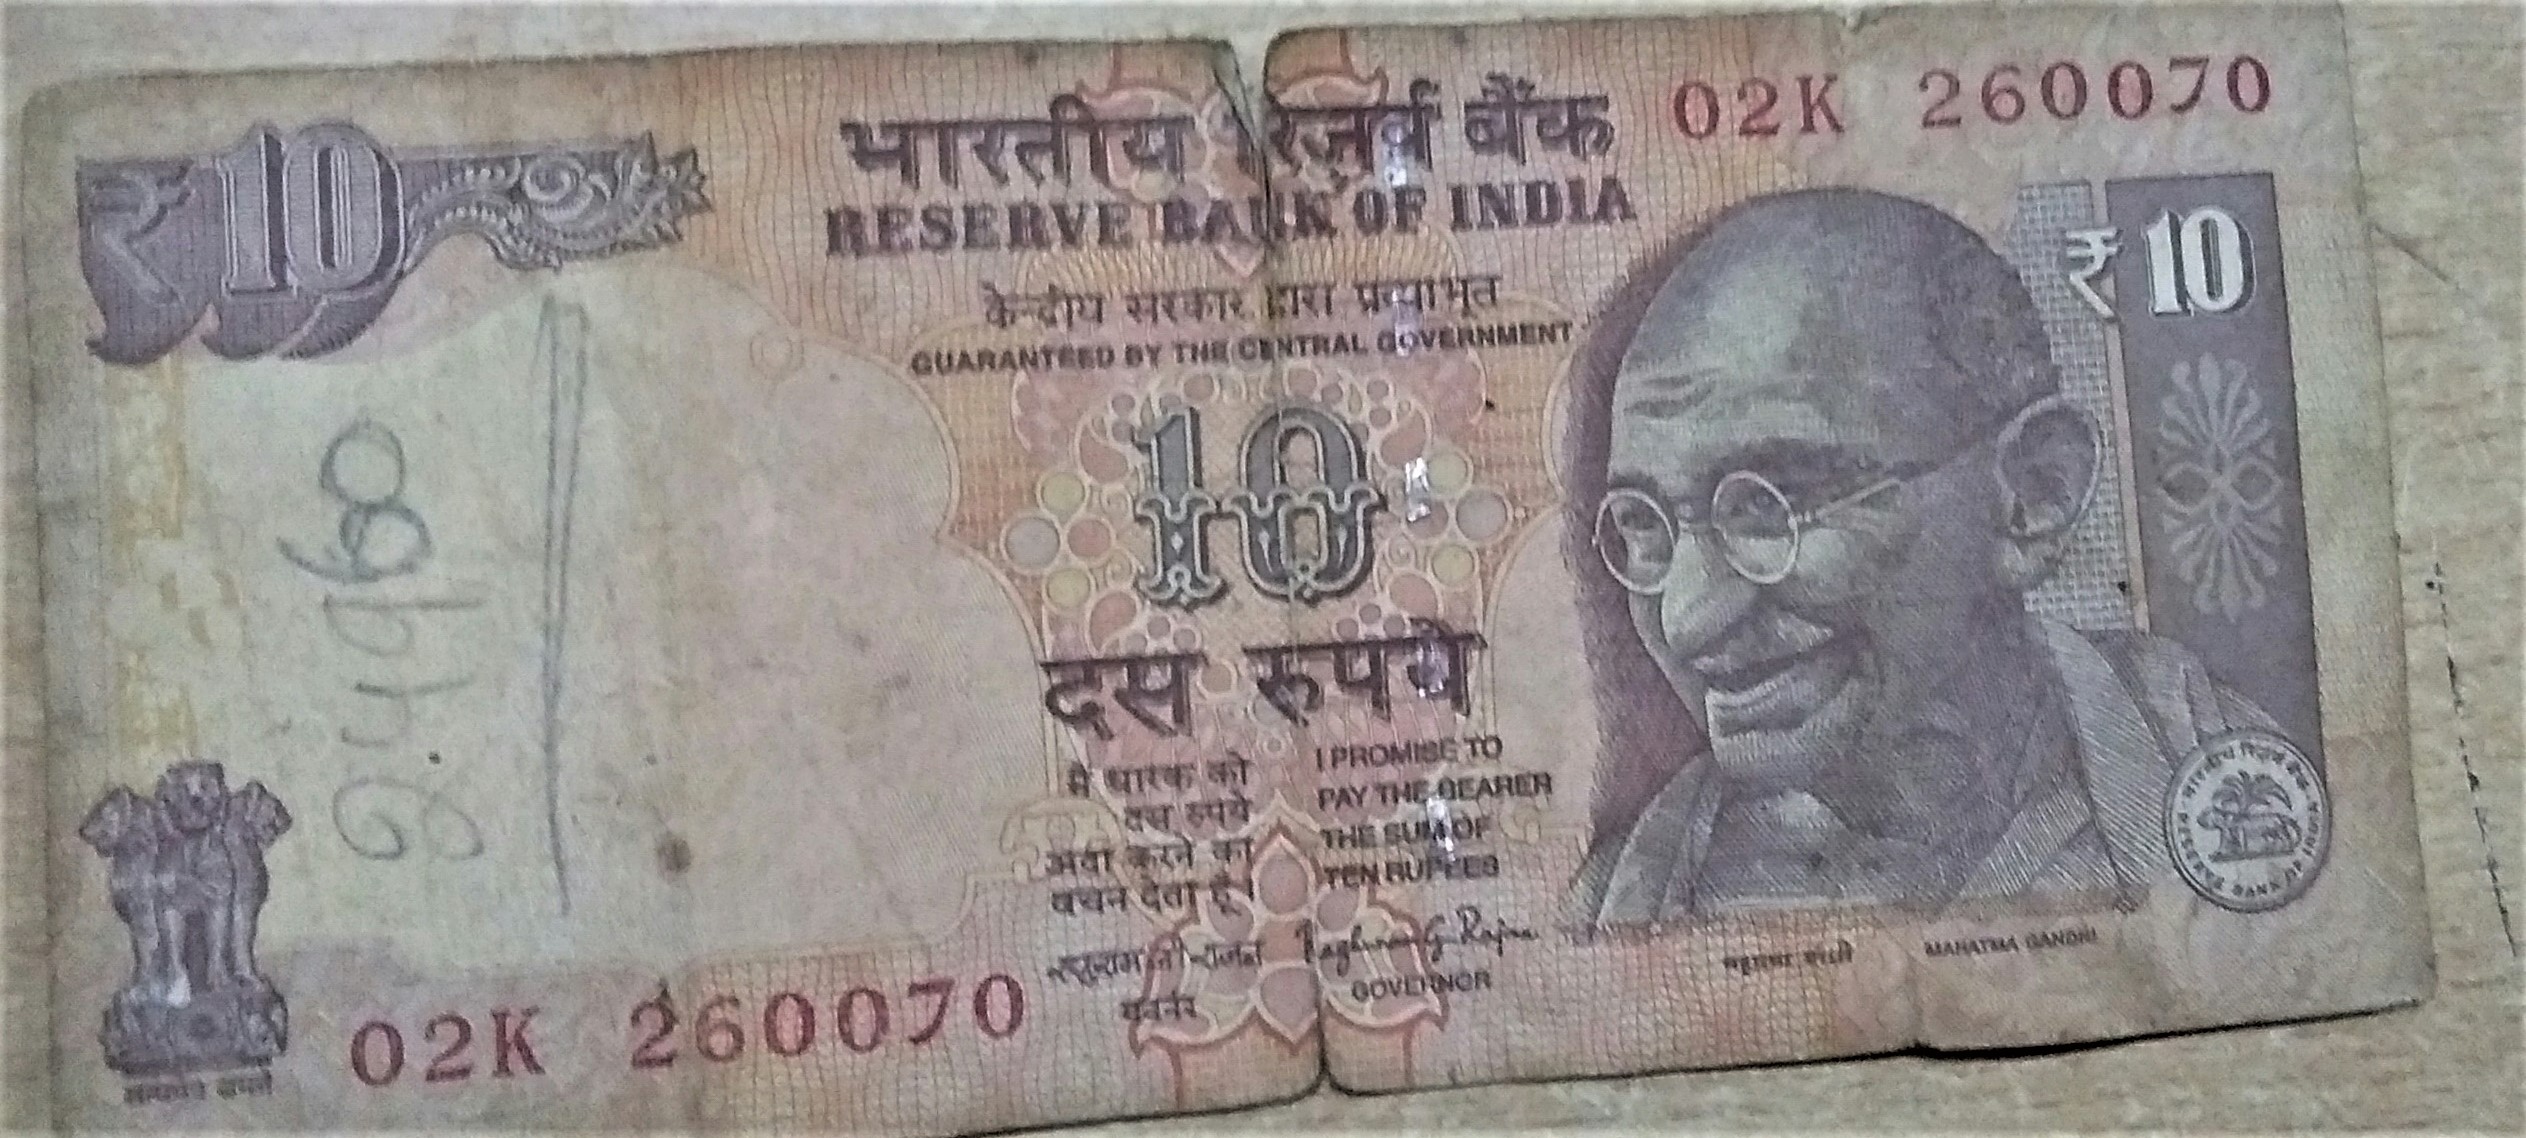 ₹ 10
भारतीय रिज़र्व बैंक
RESERVE BANK OF INDIA
02K 260070
₹ 10
केन्द्रीय सरकार द्वारा प्रत्याभूत
GUARANTEED BY THE CENTRAL GOVERNMENT
10
दस रुपये
मैं धारक को
दस रुपये
अदा करने का
वचन देता हूँ।
I PROMISE TO
PAY THE BEARER
THE SUM OF
TEN RUPEES
Raghuram G. Rajan
गवर्नर
GOVERNOR
महात्मा गांधी
MAHATMA GANDHI
भारतीय रिज़र्व बैंक
RESERVE BANK OF INDIA
सत्यमेव जयते
02K 260070